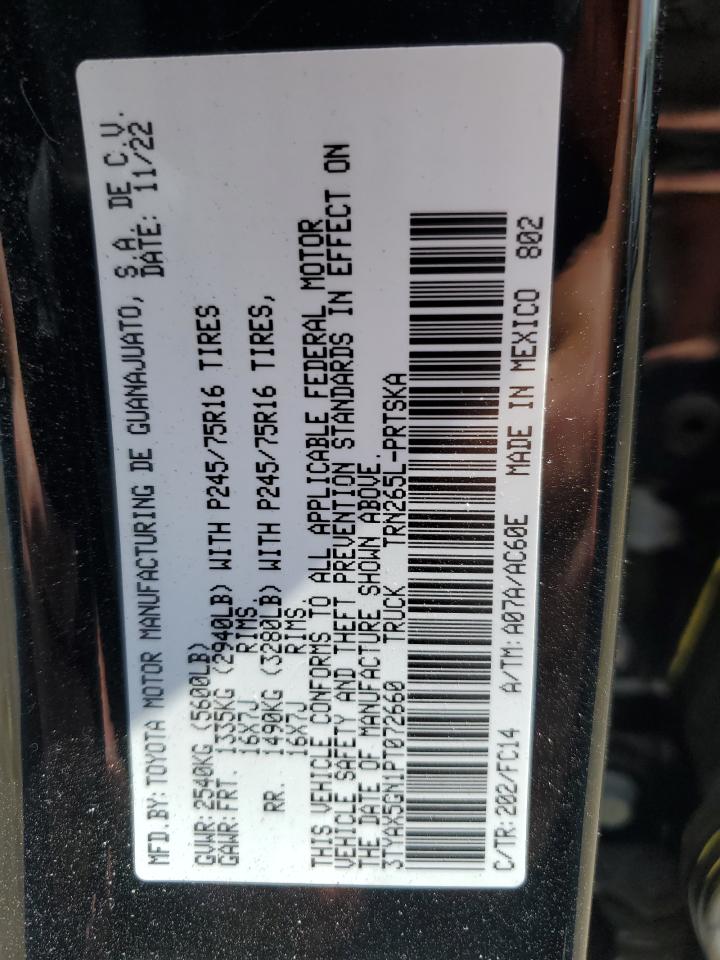 MFD.BY: TOYOTA MOTOR MANUFACTURING DE GUANAJUATO, S.A. DE C.V.
DATE: 11/22
GVWR: 2540KG (5600LB)
GAWR: FRT. 1335KG (2940LB) WITH P245/75R16 TIRES
16X7J RIMS
RR. 1490KG (3280LB) WITH P245/75R16 TIRES,
16X7J RIMS.
THIS VEHICLE CONFORMS TO ALL APPLICABLE FEDERAL MOTOR
VEHICLE SAFETY AND THEFT PREVENTION STANDARDS IN EFFECT ON
THE DATE OF MANUFACTURE SHOWN ABOVE.
3TYAX5GN1PT072660 TRUCK TRN265L-PRTSKA
C/TR: 202/FC14 A/TM: A07A/AC60E MADE IN MEXICO 802